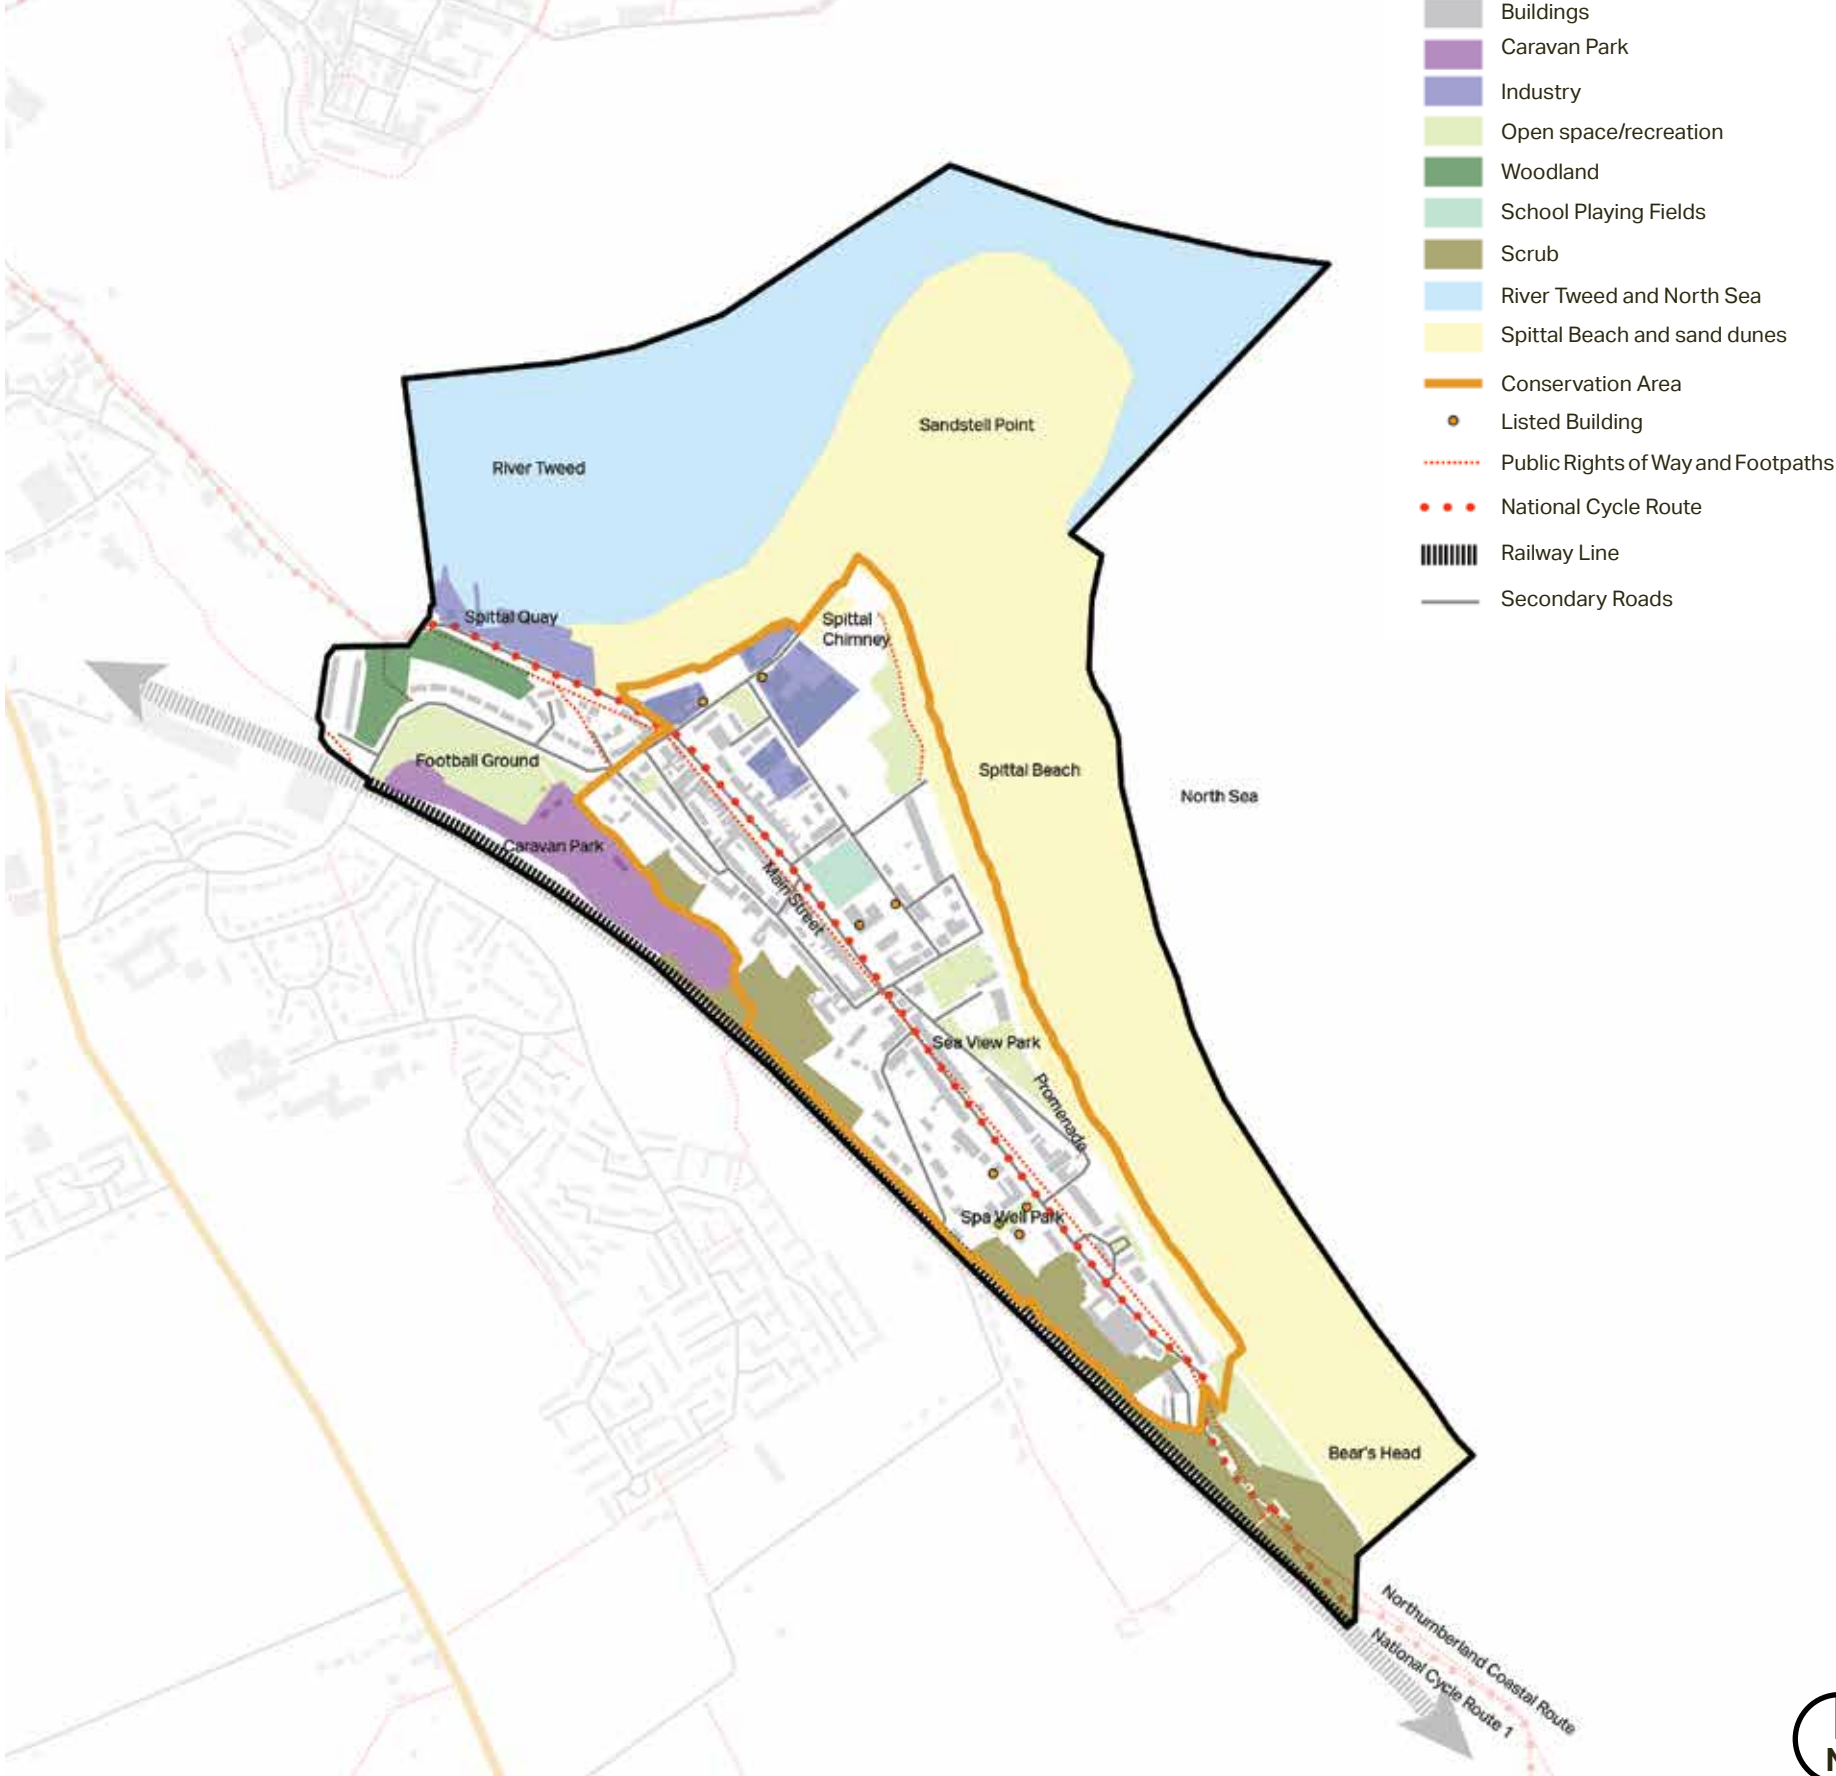 Buildings
Caravan Park
Industry
Open space/recreation
Woodland
School Playing Fields
Scrub
River Tweed and North Sea
Spittal Beach and sand dunes
Conservation Area
Listed Building
Public Rights of Way and Footpaths
National Cycle Route
Railway Line
Secondary Roads
Sandstell Point
River Tweed
Spittal Quay
Spittal
Chimney
Football Ground
Spittal Beach
North Sea
Caravan Park
Main Street
Sea View Park
Promenade
Spa Well Park
Bear's Head
Northumberland Coastal Route
National Cycle Route 1
N